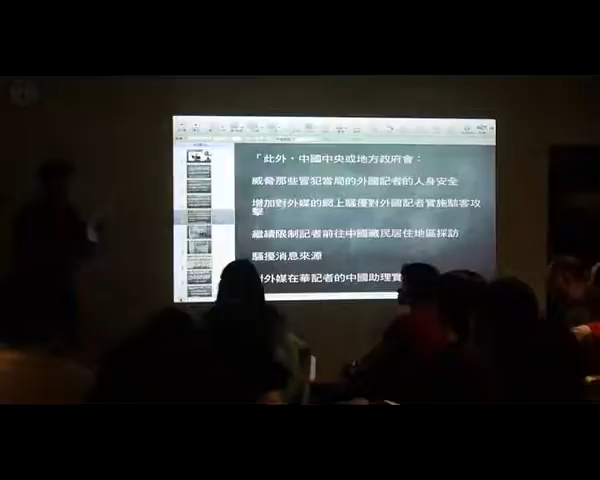 「此外，中國中央或地方政府會：
威脅那些冒犯當局的外國記者的人身安全
增加對外媒的網上騷擾對外國記者實施駭客攻
擊
繼續限制記者前往中國藏民居住地區採訪
騷擾消息來源
對外媒在華記者的中國助理實